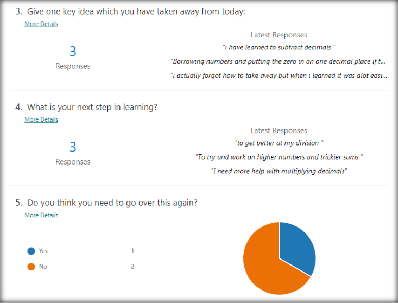 3. Give one key idea which you have taken away from today:
More Details
3
Responses
Latest Responses
"i have learned to subtract decimals "
"Borrowing numbers and putting the zero in on one decimal place if t...
"i actually forgot how to take away but when i learned it was alot easi...
4. What is your next step in learning?
More Details
3
Responses
Latest Responses
"to get better at my division "
"To try and work on higher numbers and trickier sums."
"i need more help with multiplying decimals"
5. Do you think you need to go over this again?
More Details
Yes 1
No 2